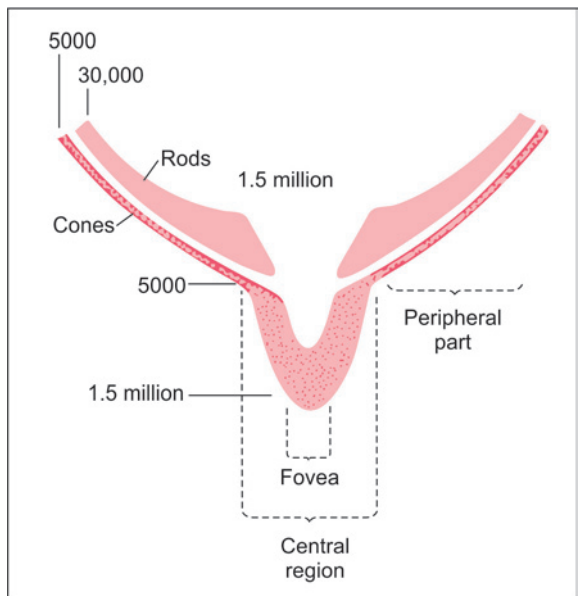 5000
30,000
Rods
1.5 million
Cones
5000
Peripheral
part
1.5 million
Fovea
Central
region